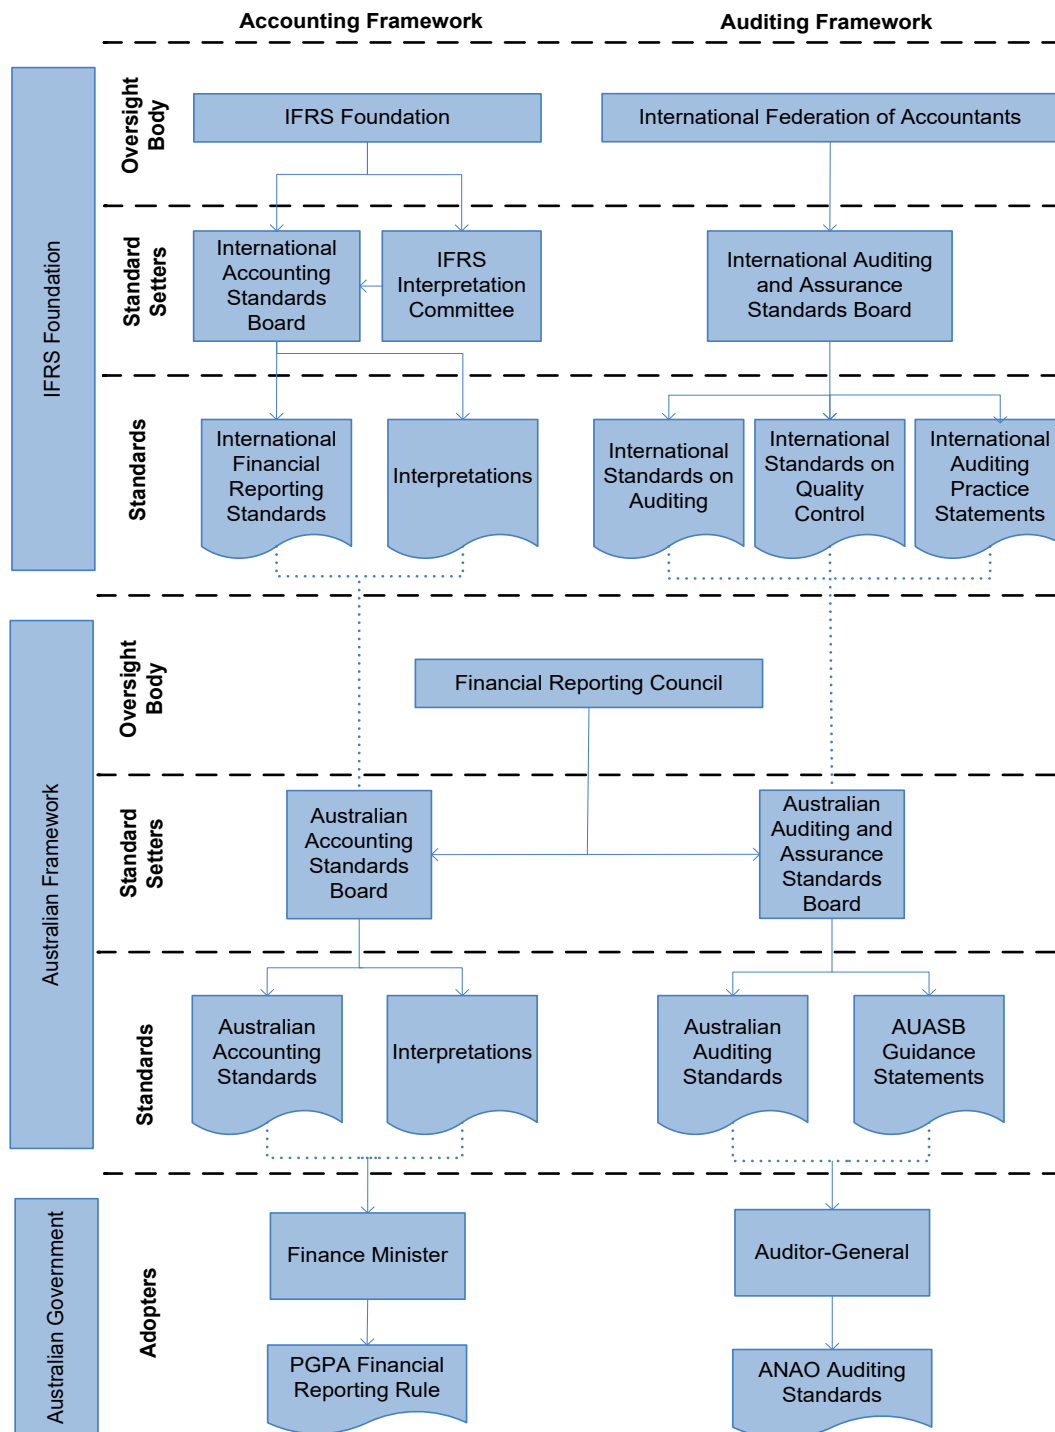 Accounting Framework
Auditing Framework
IFRS Foundation
Oversight
Body
IFRS Foundation
International Federation of Accountants
Standard
Setters
International
Accounting
Standards
Board
IFRS
Interpretation
Committee
International Auditing
and Assurance
Standards Board
Standards
International
Financial
Reporting
Standards
Interpretations
International
Standards on
Auditing
International
Standards on
Quality
Control
International
Auditing
Practice
Statements
Australian Framework
Oversight
Body
Financial Reporting Council
Standard
Setters
Australian
Accounting
Standards
Board
Australian
Auditing and
Assurance
Standards
Board
Standards
Australian
Accounting
Standards
Interpretations
Australian
Auditing
Standards
AUASB
Guidance
Statements
Australian Government
Adopters
Finance Minister
Auditor-General
PGPA Financial
Reporting Rule
ANAO Auditing
Standards